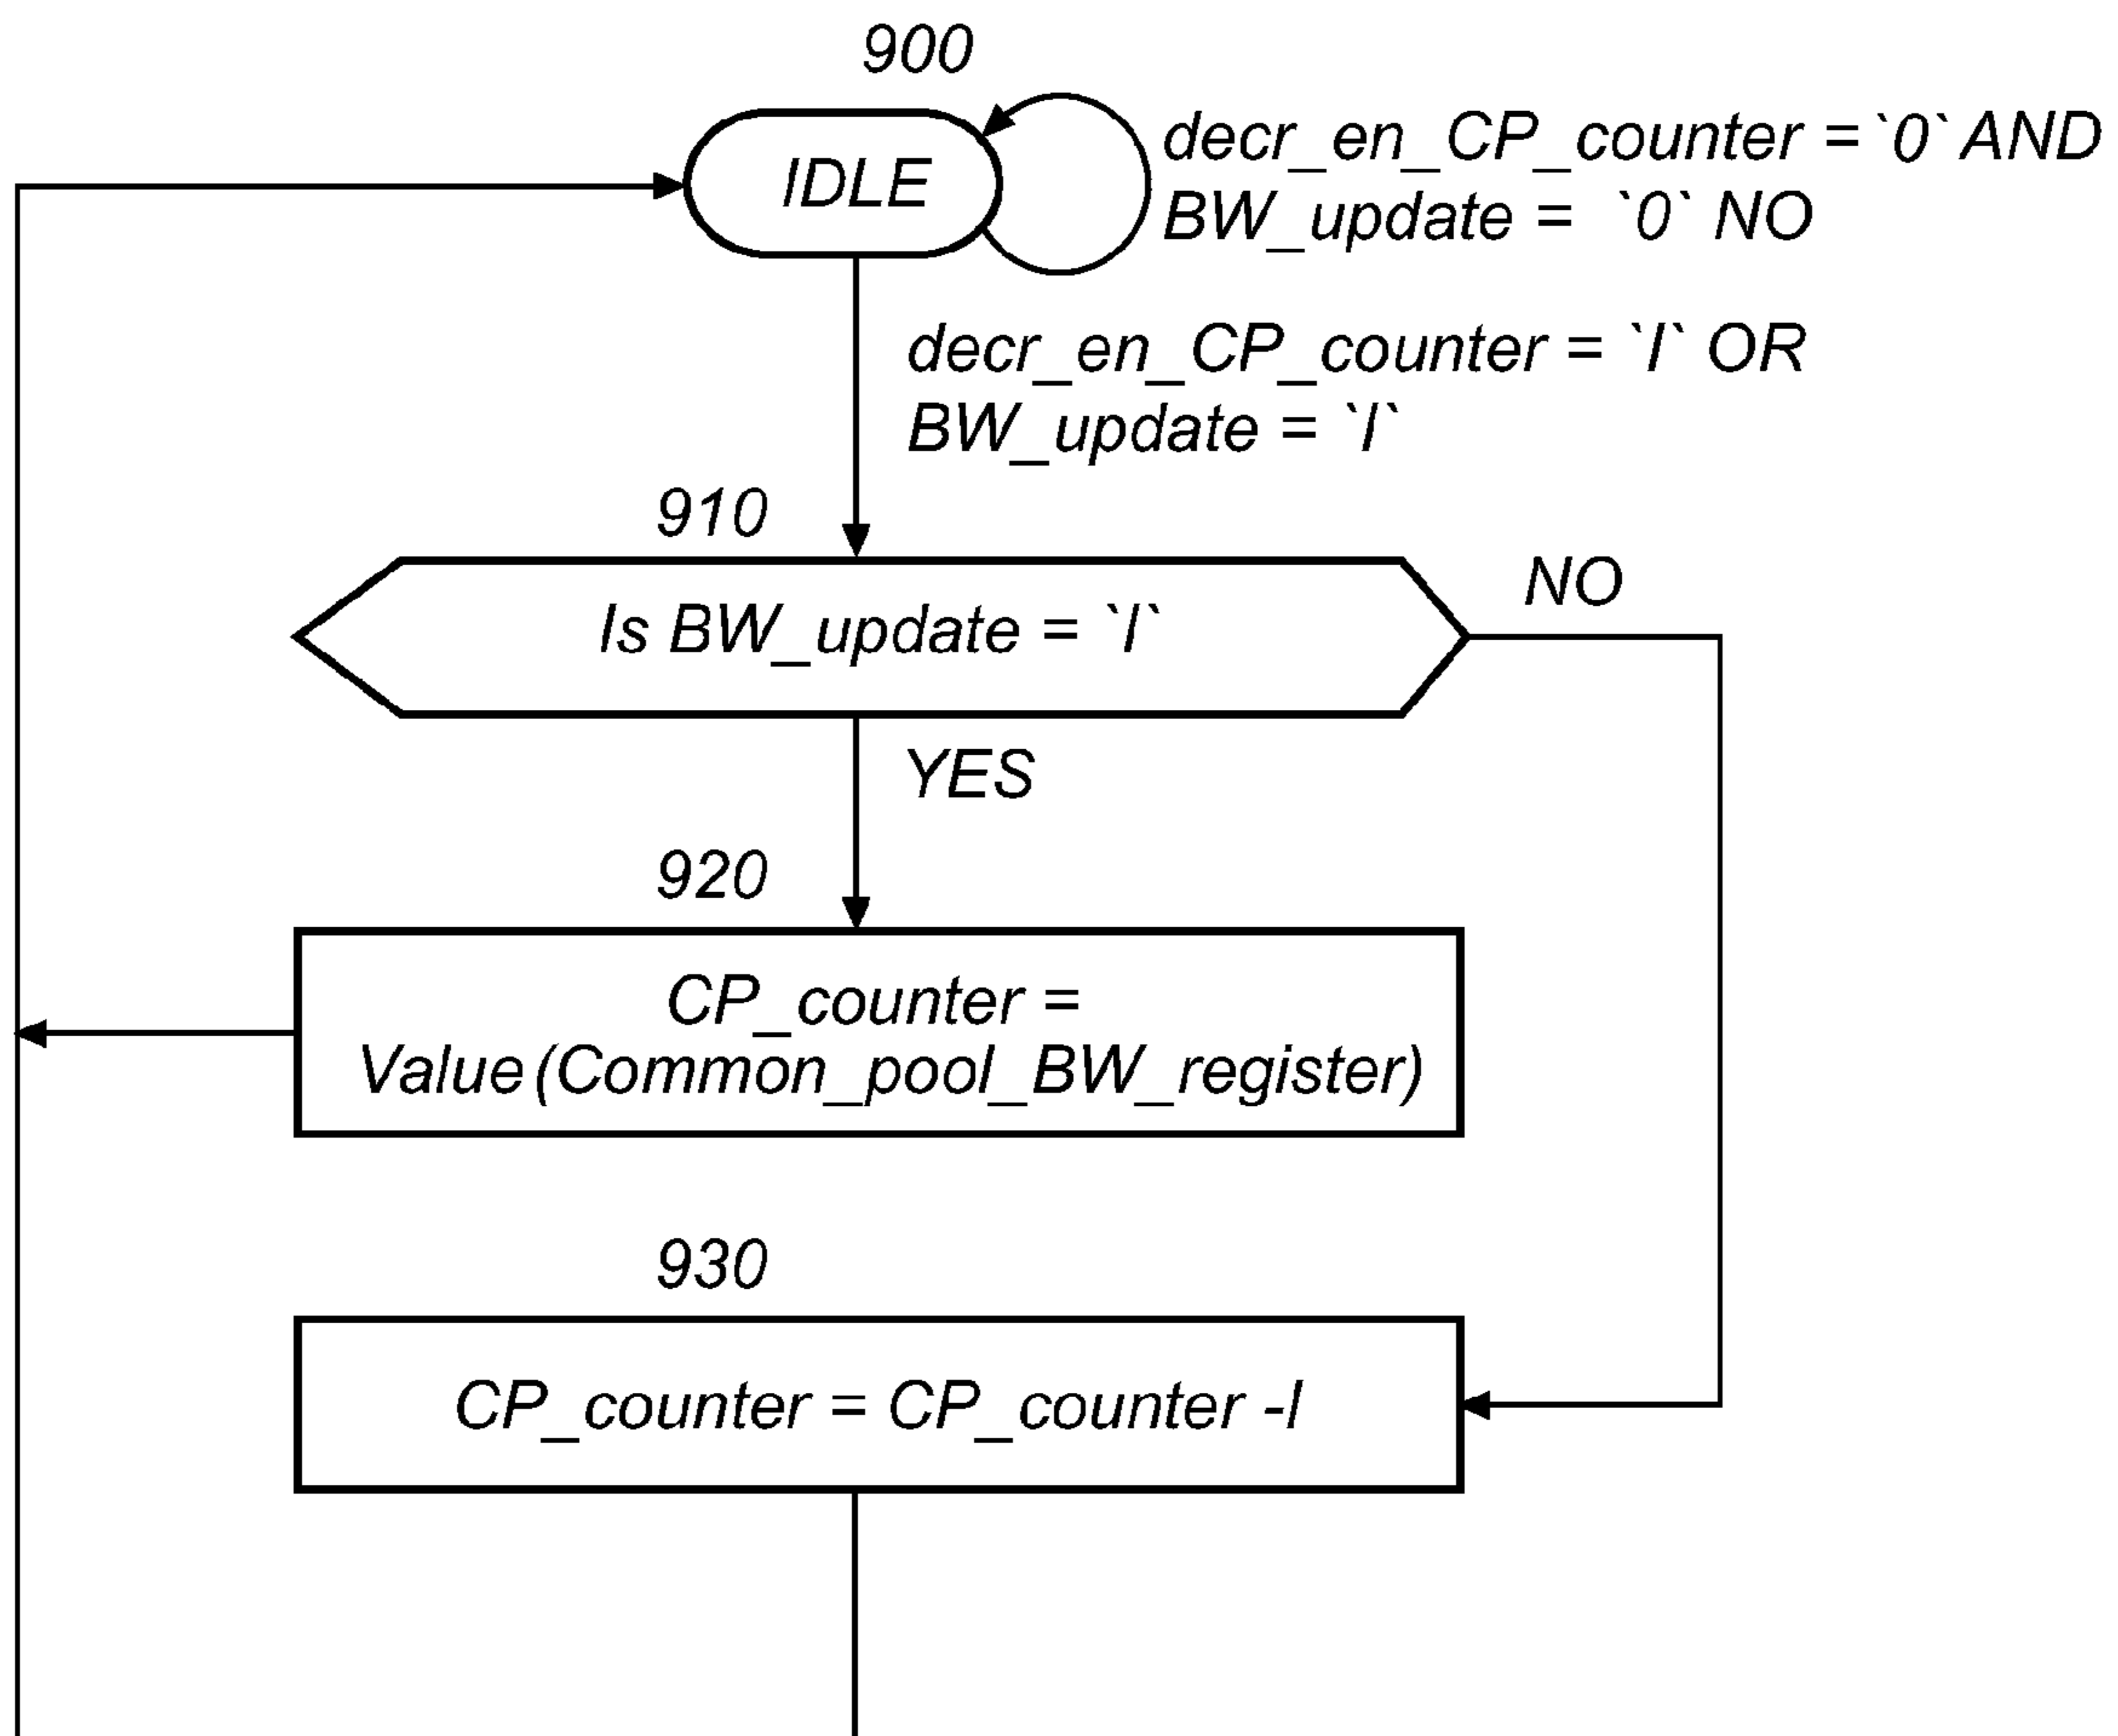 900
IDLE
decr_en_CP_counter = `0` AND
BW_update = `0` NO
decr_en_CP_counter = `I` OR
BW_update = `I`
910
Is BW_update = `I`
NO
YES
920
CP_counter =
Value(Common_pool_BW_register)
930
CP_counter = CP_counter -I